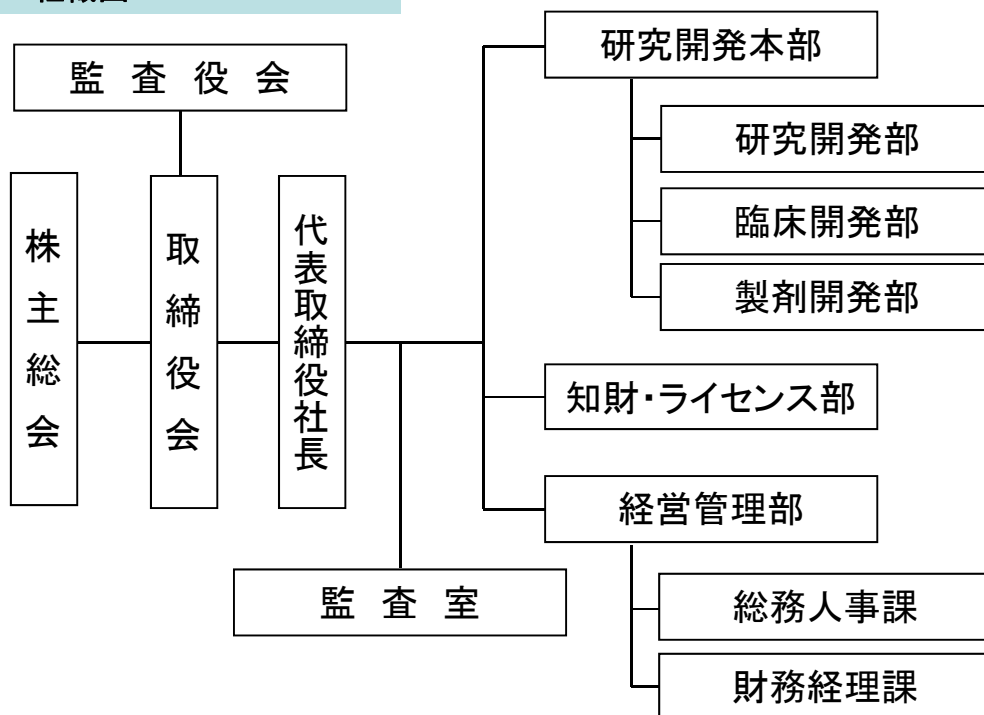 監査役会
株主総会
取締役会
代表取締役社長
監査室
研究開発本部
研究開発部
臨床開発部
製剤開発部
知財・ライセンス部
経営管理部
総務人事課
財務経理課